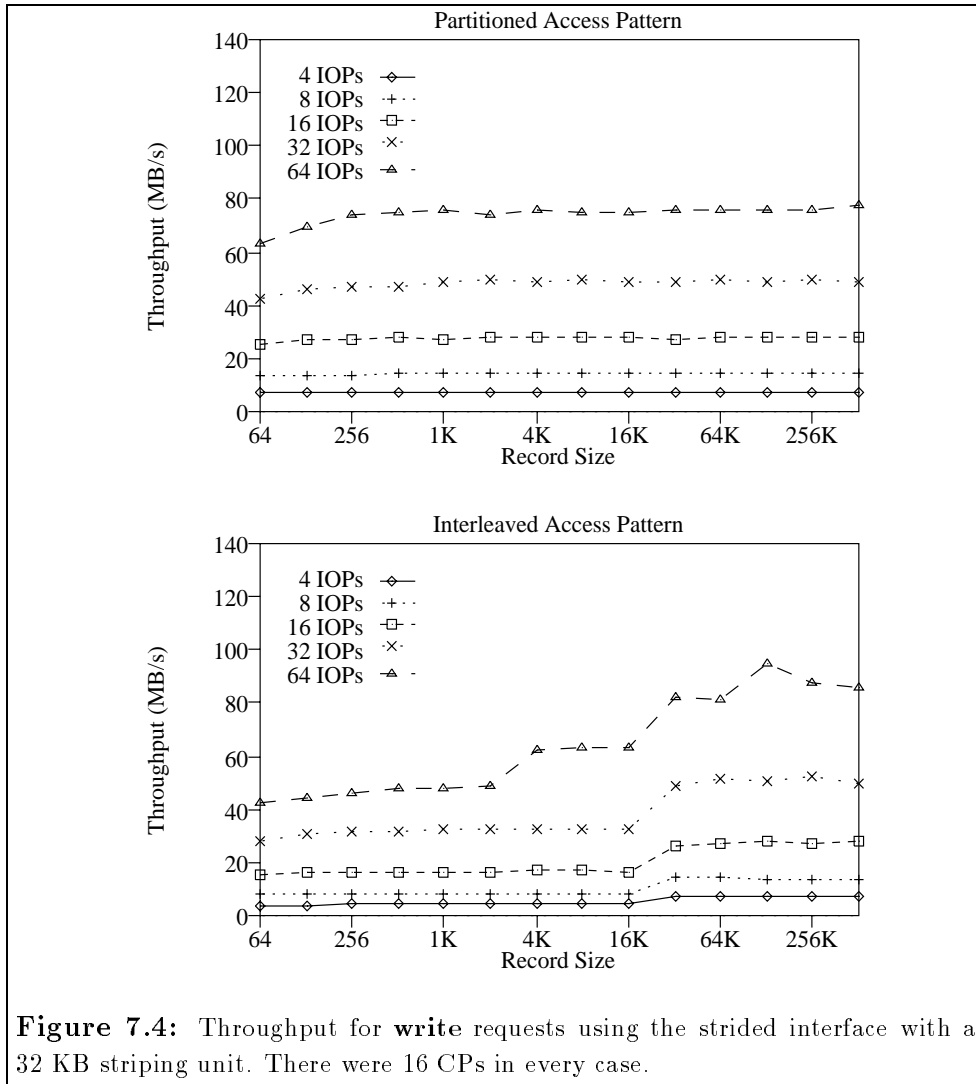 Partitioned Access Pattern
140
120
100
80
60
40
20
0
Throughput (MB/s)
4 IOPs
8 IOPs
16 IOPs
32 IOPs
64 IOPs
64 256 1K 4K 16K 64K 256K
Record Size
Interleaved Access Pattern
140
120
100
80
60
40
20
0
Throughput (MB/s)
4 IOPs
8 IOPs
16 IOPs
32 IOPs
64 IOPs
64 256 1K 4K 16K 64K 256K
Record Size
Figure 7.4: Throughput for write requests using the strided interface with a
32 KB striping unit. There were 16 CPs in every case.